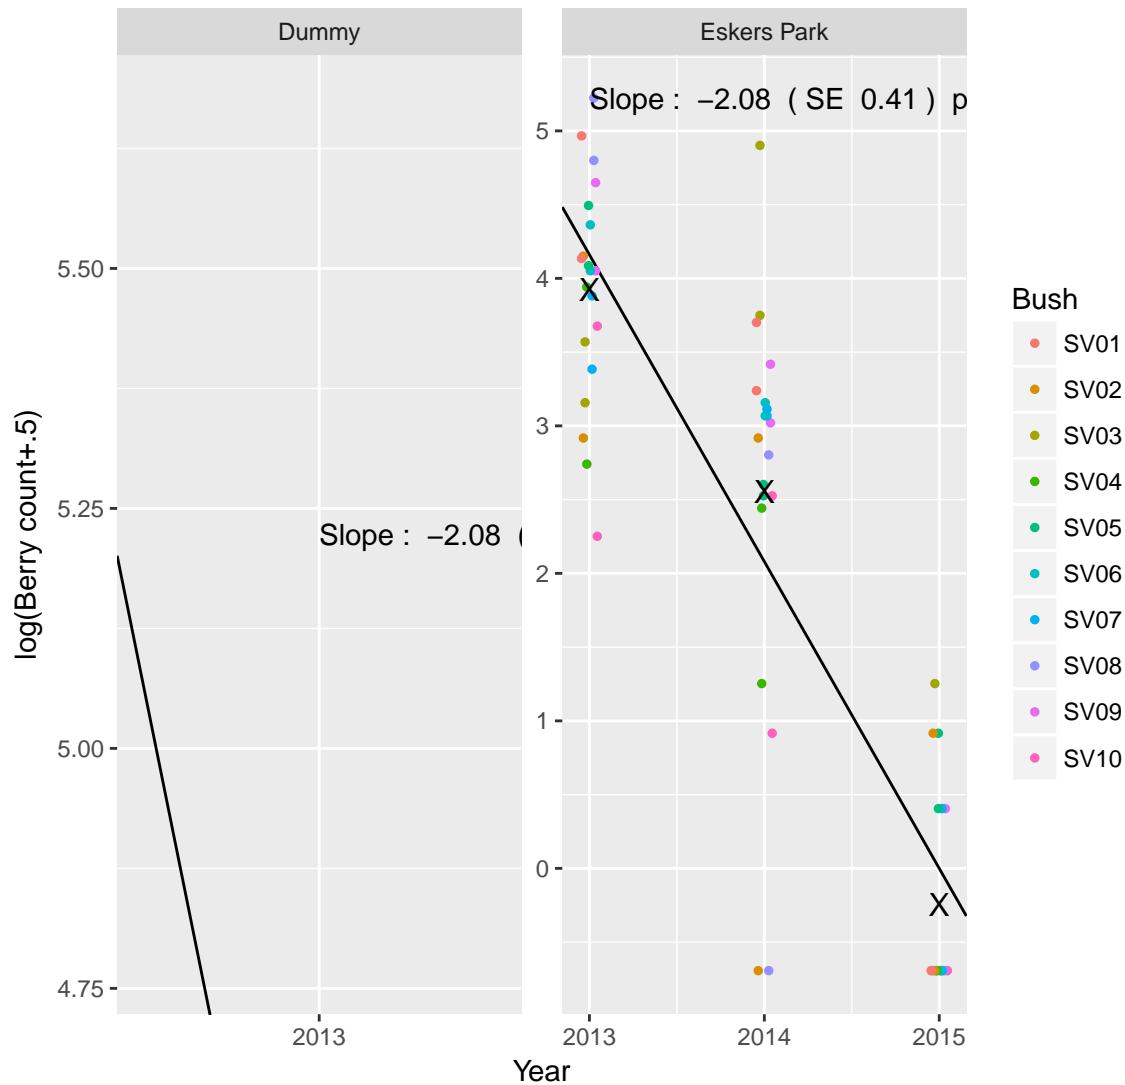 Dummy
Eskers Park
Slope :  −2.08  (
Slope :  −2.08  ( SE  0.41 )  p
log(Berry count+.5)
5.50
5.25
5.00
4.75
5
4
3
2
1
0
2013
2013
2014
2015
Year
X
X
X
Bush
SV01
SV02
SV03
SV04
SV05
SV06
SV07
SV08
SV09
SV10